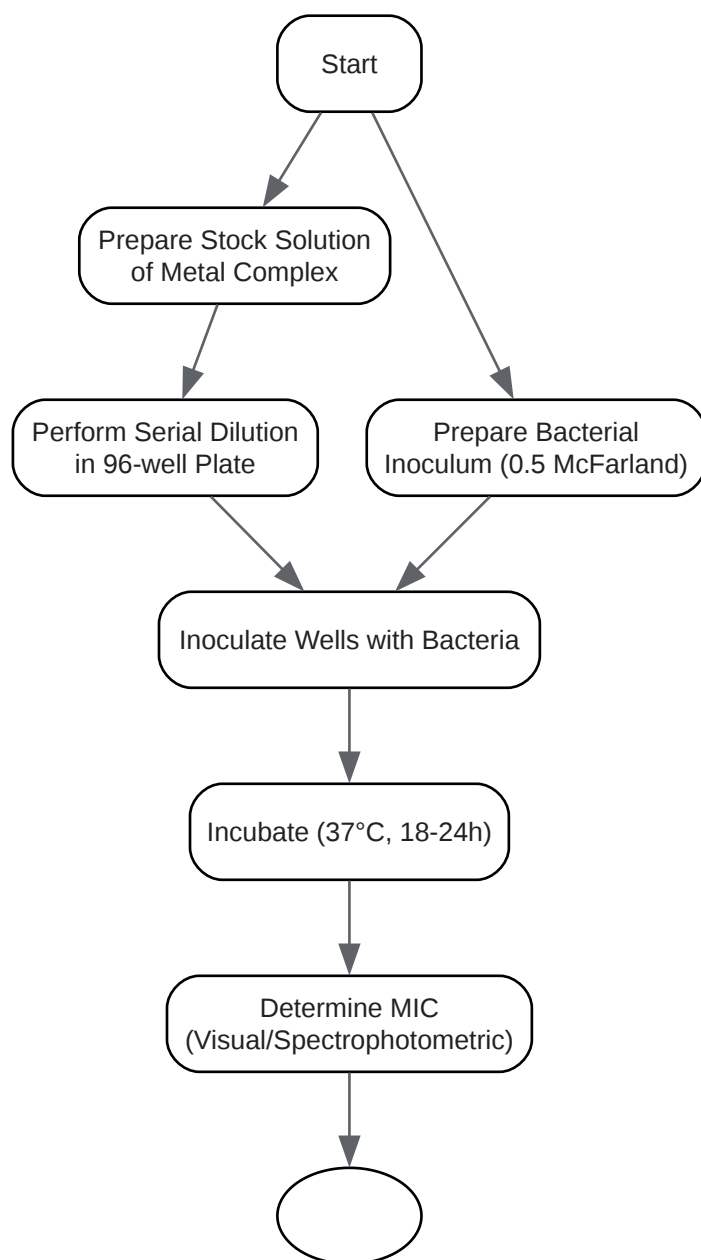 Start
Prepare Stock Solution
of Metal Complex
Perform Serial Dilution
in 96-well Plate
Prepare Bacterial
Inoculum (0.5 McFarland)
Inoculate Wells with Bacteria
Incubate (37°C, 18-24h)
Determine MIC
(Visual/Spectrophotometric)